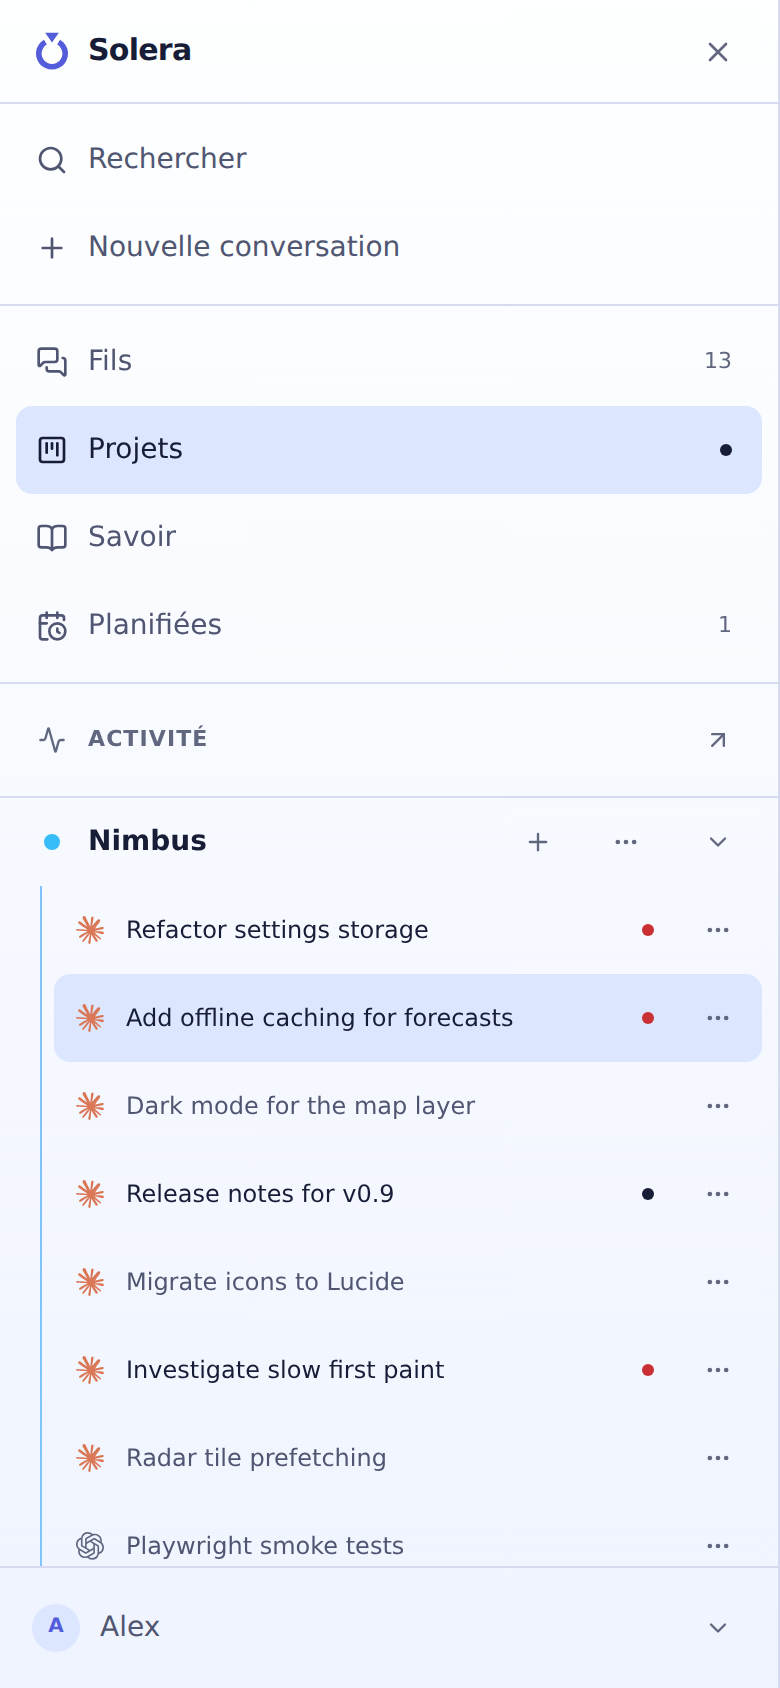 Solera
Rechercher
Nouvelle conversation
Fils 13
Projets
Savoir
Planifiées 1
ACTIVITÉ
Nimbus
Refactor settings storage
Add offline caching for forecasts
Dark mode for the map layer
Release notes for v0.9
Migrate icons to Lucide
Investigate slow first paint
Radar tile prefetching
Playwright smoke tests
A Alex